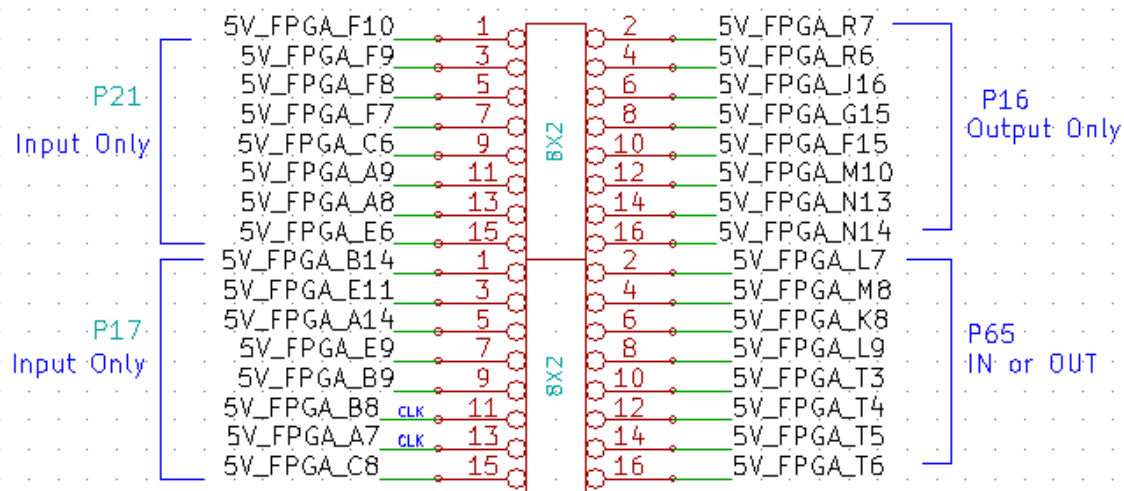 5V_FPGA_F10 1 2 5V_FPGA_R7
5V_FPGA_F9 3 4 5V_FPGA_R6
5V_FPGA_F8 5 6 5V_FPGA_J16
5V_FPGA_F7 7 8 5V_FPGA_G15
5V_FPGA_C6 9 10 5V_FPGA_F15
5V_FPGA_A9 11 12 5V_FPGA_M10
5V_FPGA_A8 13 14 5V_FPGA_N13
5V_FPGA_E6 15 16 5V_FPGA_N14
P21
Input Only
8X2
P16
Output Only
5V_FPGA_B14 1 2 5V_FPGA_L7
5V_FPGA_E11 3 4 5V_FPGA_M8
5V_FPGA_A14 5 6 5V_FPGA_K8
5V_FPGA_E9 7 8 5V_FPGA_L9
5V_FPGA_B9 9 10 5V_FPGA_T3
5V_FPGA_B8 CLK 11 12 5V_FPGA_T4
5V_FPGA_A7 CLK 13 14 5V_FPGA_T5
5V_FPGA_C8 15 16 5V_FPGA_T6
P17
Input Only
8X2
P65
IN or OUT